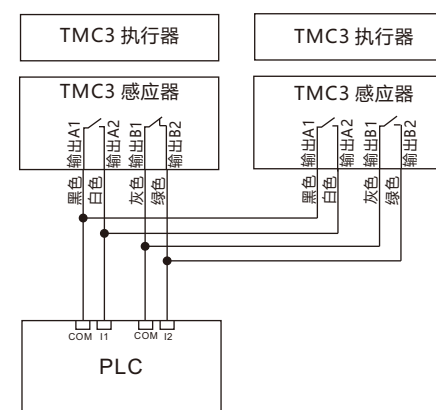 TMC3 执行器
TMC3 执行器
TMC3 感应器
TMC3 感应器
输出A1
输出A2
输出B1
输出B2
输出A1
输出A2
输出B1
输出B2
黑色
白色
灰色
绿色
黑色
白色
灰色
绿色
COM I1 COM I2
PLC